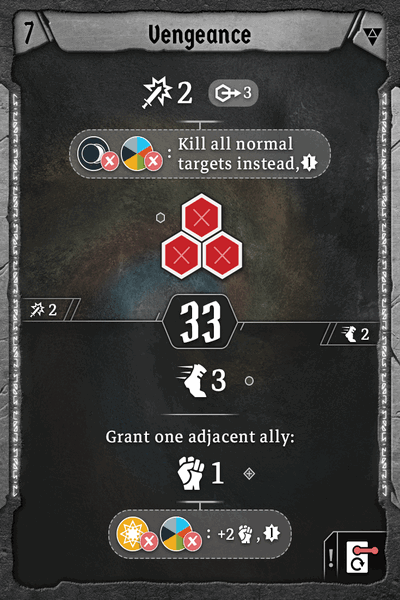 7
Vengeance
2
3
: Kill all normal
targets instead,
2
33
2
3
Grant one adjacent ally:
1
: +2 ,
!